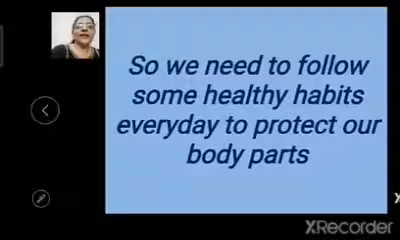 So we need to follow
some healthy habits
everyday to protect our
body parts
XRecorder